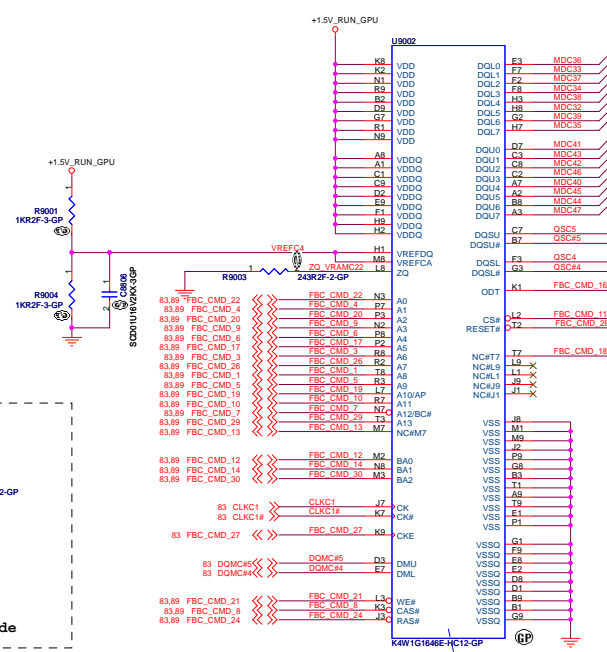 +1.5V_RUN_GPU
U9002
K8 VDD
K2 VDD
N1 VDD
R9 VDD
B2 VDD
D9 VDD
G7 VDD
R1 VDD
N9 VDD
A8 VDDQ
A1 VDDQ
C1 VDDQ
C9 VDDQ
D2 VDDQ
E9 VDDQ
F1 VDDQ
H9 VDDQ
H2 VDDQ
DQL0 E3 MDC36
DQL1 F7 MDC33
DQL2 F2 MDC37
DQL3 F8 MDC34
DQL4 H3 MDC38
DQL5 H8 MDC32
DQL6 G2 MDC39
DQL7 H7 MDC35
DQU0 D7 MDC41
DQU1 C3 MDC43
DQU2 C8 MDC42
DQU3 C2 MDC46
DQU4 A7 MDC40
DQU5 A2 MDC45
DQU6 B8 MDC44
DQU7 A3 MDC47
DQSU C7 QSC5
DQSU# B7 QSC#5
DQSL F3 QSC4
DQSL# G3 QSC#4
ODT K1 FBC_CMD_16
CS# L2 FBC_CMD_11
RESET# T2 FBC_CMD_28
NC#T7 T7 FBC_CMD_18
NC#L9 L9
NC#L1 L1
NC#J9 J9
NC#J1 J1
+1.5V_RUN_GPU
1
R9001
1KR2F-3-GP
2
1
R9004
1KR2F-3-GP
2
1
2
C8806
SCD01U16V2KX-3GP
VREFC4 H1 VREFDQ
M8 VREFCA
1 ZQ_VRAMC22 L8 ZQ
R9003 243R2F-2-GP
83,89 FBC_CMD_22 FBC_CMD_22 N3 A0
83,89 FBC_CMD_4 FBC_CMD_4 P7 A1
83,89 FBC_CMD_20 FBC_CMD_20 P3 A2
83,89 FBC_CMD_9 FBC_CMD_9 N2 A3
83,89 FBC_CMD_6 FBC_CMD_6 P8 A4
83,89 FBC_CMD_17 FBC_CMD_17 P2 A5
83,89 FBC_CMD_3 FBC_CMD_3 R8 A6
83,89 FBC_CMD_26 FBC_CMD_26 R2 A7
83,89 FBC_CMD_1 FBC_CMD_1 T8 A8
83,89 FBC_CMD_5 FBC_CMD_5 R3 A9
83,89 FBC_CMD_19 FBC_CMD_19 L7 A10/AP
83,89 FBC_CMD_10 FBC_CMD_10 R7 A11
83,89 FBC_CMD_7 FBC_CMD_7 N7 A12/BC#
83,89 FBC_CMD_29 FBC_CMD_29 T3 A13
83,89 FBC_CMD_13 FBC_CMD_13 M7 NC#M7
83,89 FBC_CMD_12 FBC_CMD_12 M2 BA0
83,89 FBC_CMD_14 FBC_CMD_14 N8 BA1
83,89 FBC_CMD_30 FBC_CMD_30 M3 BA2
83 CLKC1 CLKC1 J7 CK
83 CLKC1# CLKC1# K7 CK#
83 FBC_CMD_27 FBC_CMD_27 K9 CKE
83 DQMC#5 DQMC#5 D3 DMU
83 DQMC#4 DQMC#4 E7 DML
83,89 FBC_CMD_21 FBC_CMD_21 L3 WE#
83,89 FBC_CMD_8 FBC_CMD_8 K3 CAS#
83,89 FBC_CMD_24 FBC_CMD_24 J3 RAS#
VSS J8
VSS M1
VSS M9
VSS J2
VSS P9
VSS G8
VSS B3
VSS T1
VSS A9
VSS T9
VSS E1
VSS P1
VSSQ G1
VSSQ F9
VSSQ E8
VSSQ E2
VSSQ D8
VSSQ D1
VSSQ B9
VSSQ B1
VSSQ G9
K4W1G1646E-HC12-GP
GP
2-GP
de